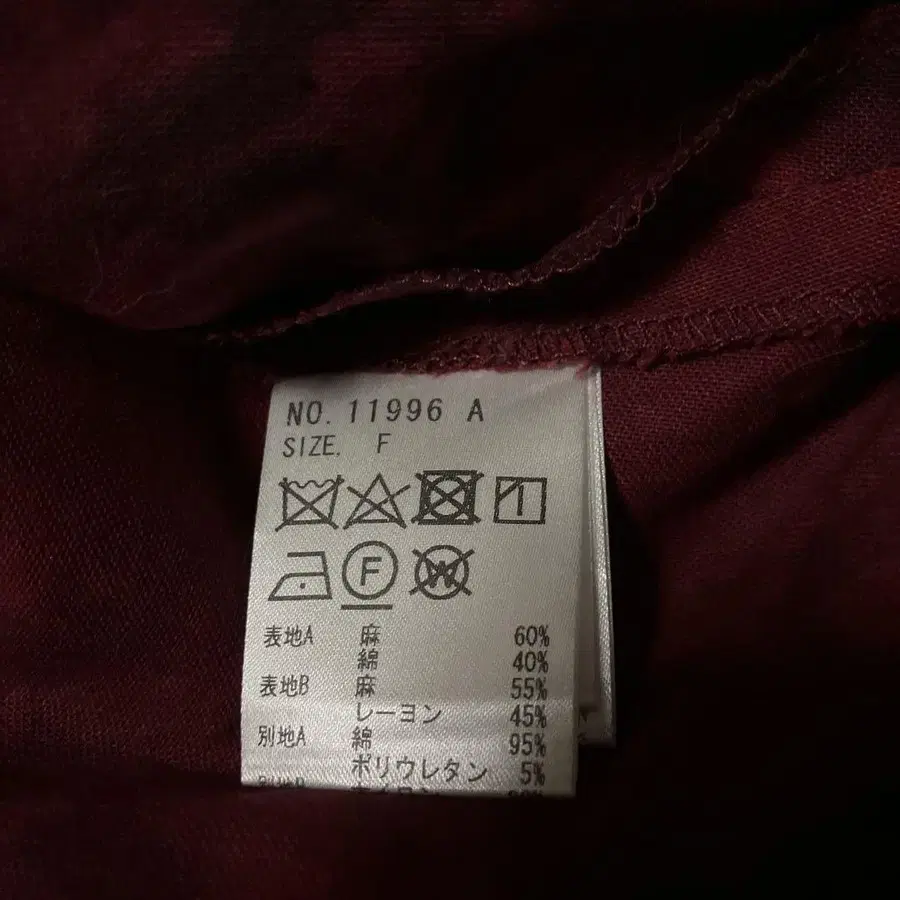 NO. 11996 A
SIZE. F
F
W
表地A 麻 60%
綿 40%
表地B 麻 55%
レーヨン 45%
別地A 綿 95%
ポリウレタン 5%